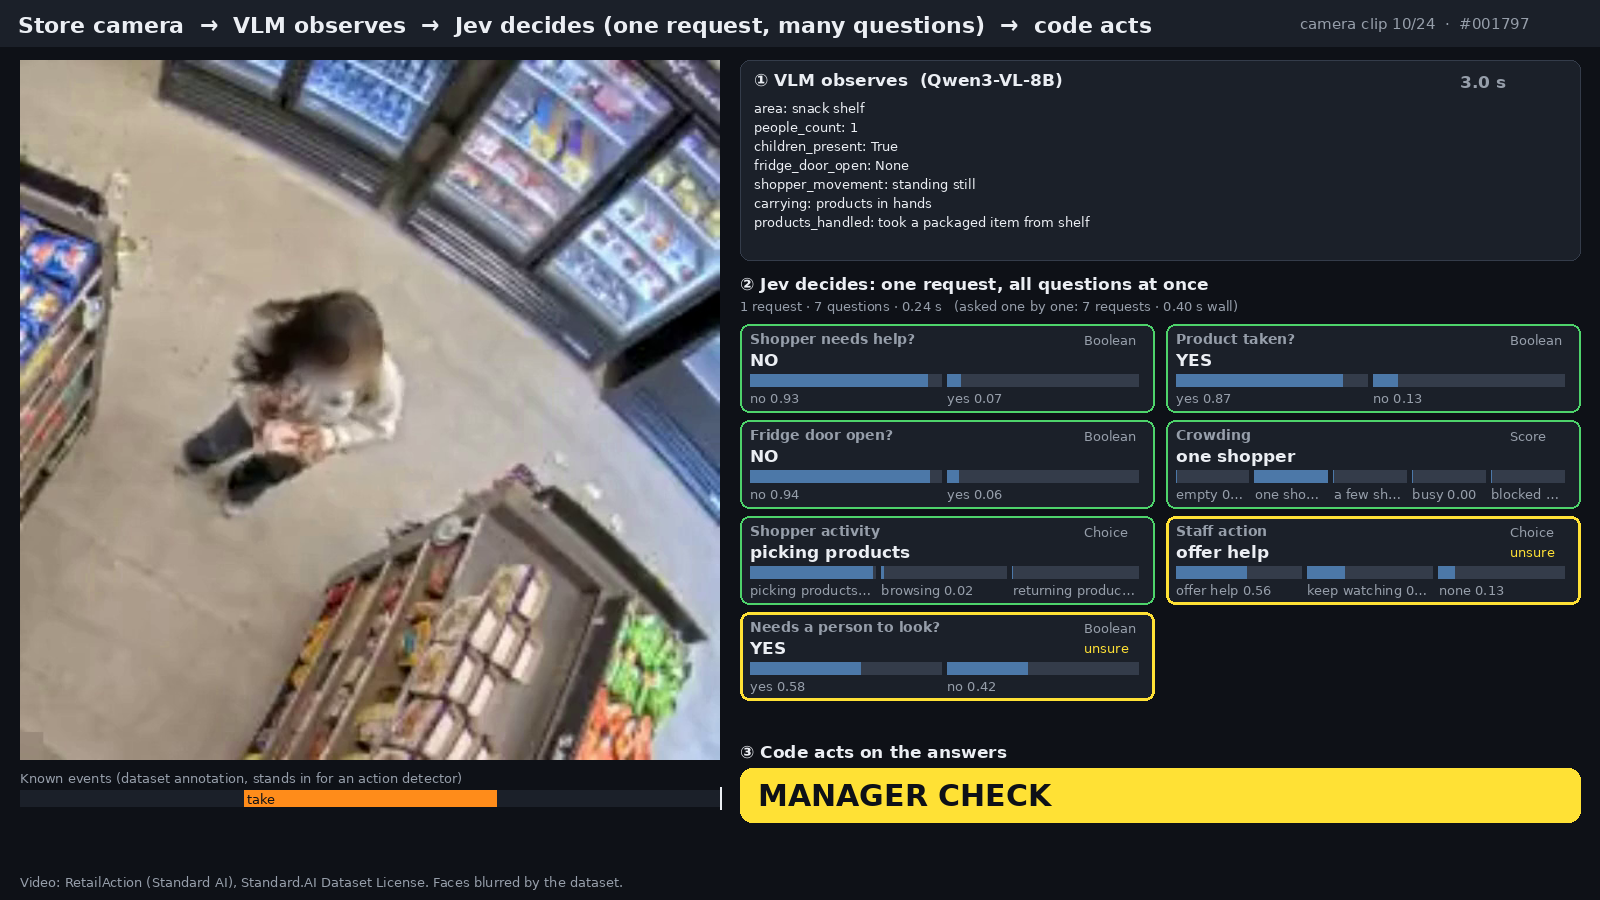 Store camera → VLM observes → Jev decides (one request, many questions) → code acts
camera clip 10/24 · #001797
① VLM observes (Qwen3-VL-8B)
3.0 s
area: snack shelf
people_count: 1
children_present: True
fridge_door_open: None
shopper_movement: standing still
carrying: products in hands
products_handled: took a packaged item from shelf
② Jev decides: one request, all questions at once
1 request · 7 questions · 0.24 s (asked one by one: 7 requests · 0.40 s wall)
Shopper needs help?
Boolean
NO
no 0.93
yes 0.07
Product taken?
Boolean
YES
yes 0.87
no 0.13
Fridge door open?
Boolean
NO
no 0.94
yes 0.06
Crowding
Score
one shopper
empty 0...
one sho...
a few sh...
busy 0.00
blocked ...
Shopper activity
Choice
picking products
picking products...
browsing 0.02
returning produc...
Staff action
Choice
offer help
unsure
offer help 0.56
keep watching 0...
none 0.13
Needs a person to look?
Boolean
YES
unsure
yes 0.58
no 0.42
③ Code acts on the answers
MANAGER CHECK
Known events (dataset annotation, stands in for an action detector)
take
Video: RetailAction (Standard AI), Standard.AI Dataset License. Faces blurred by the dataset.